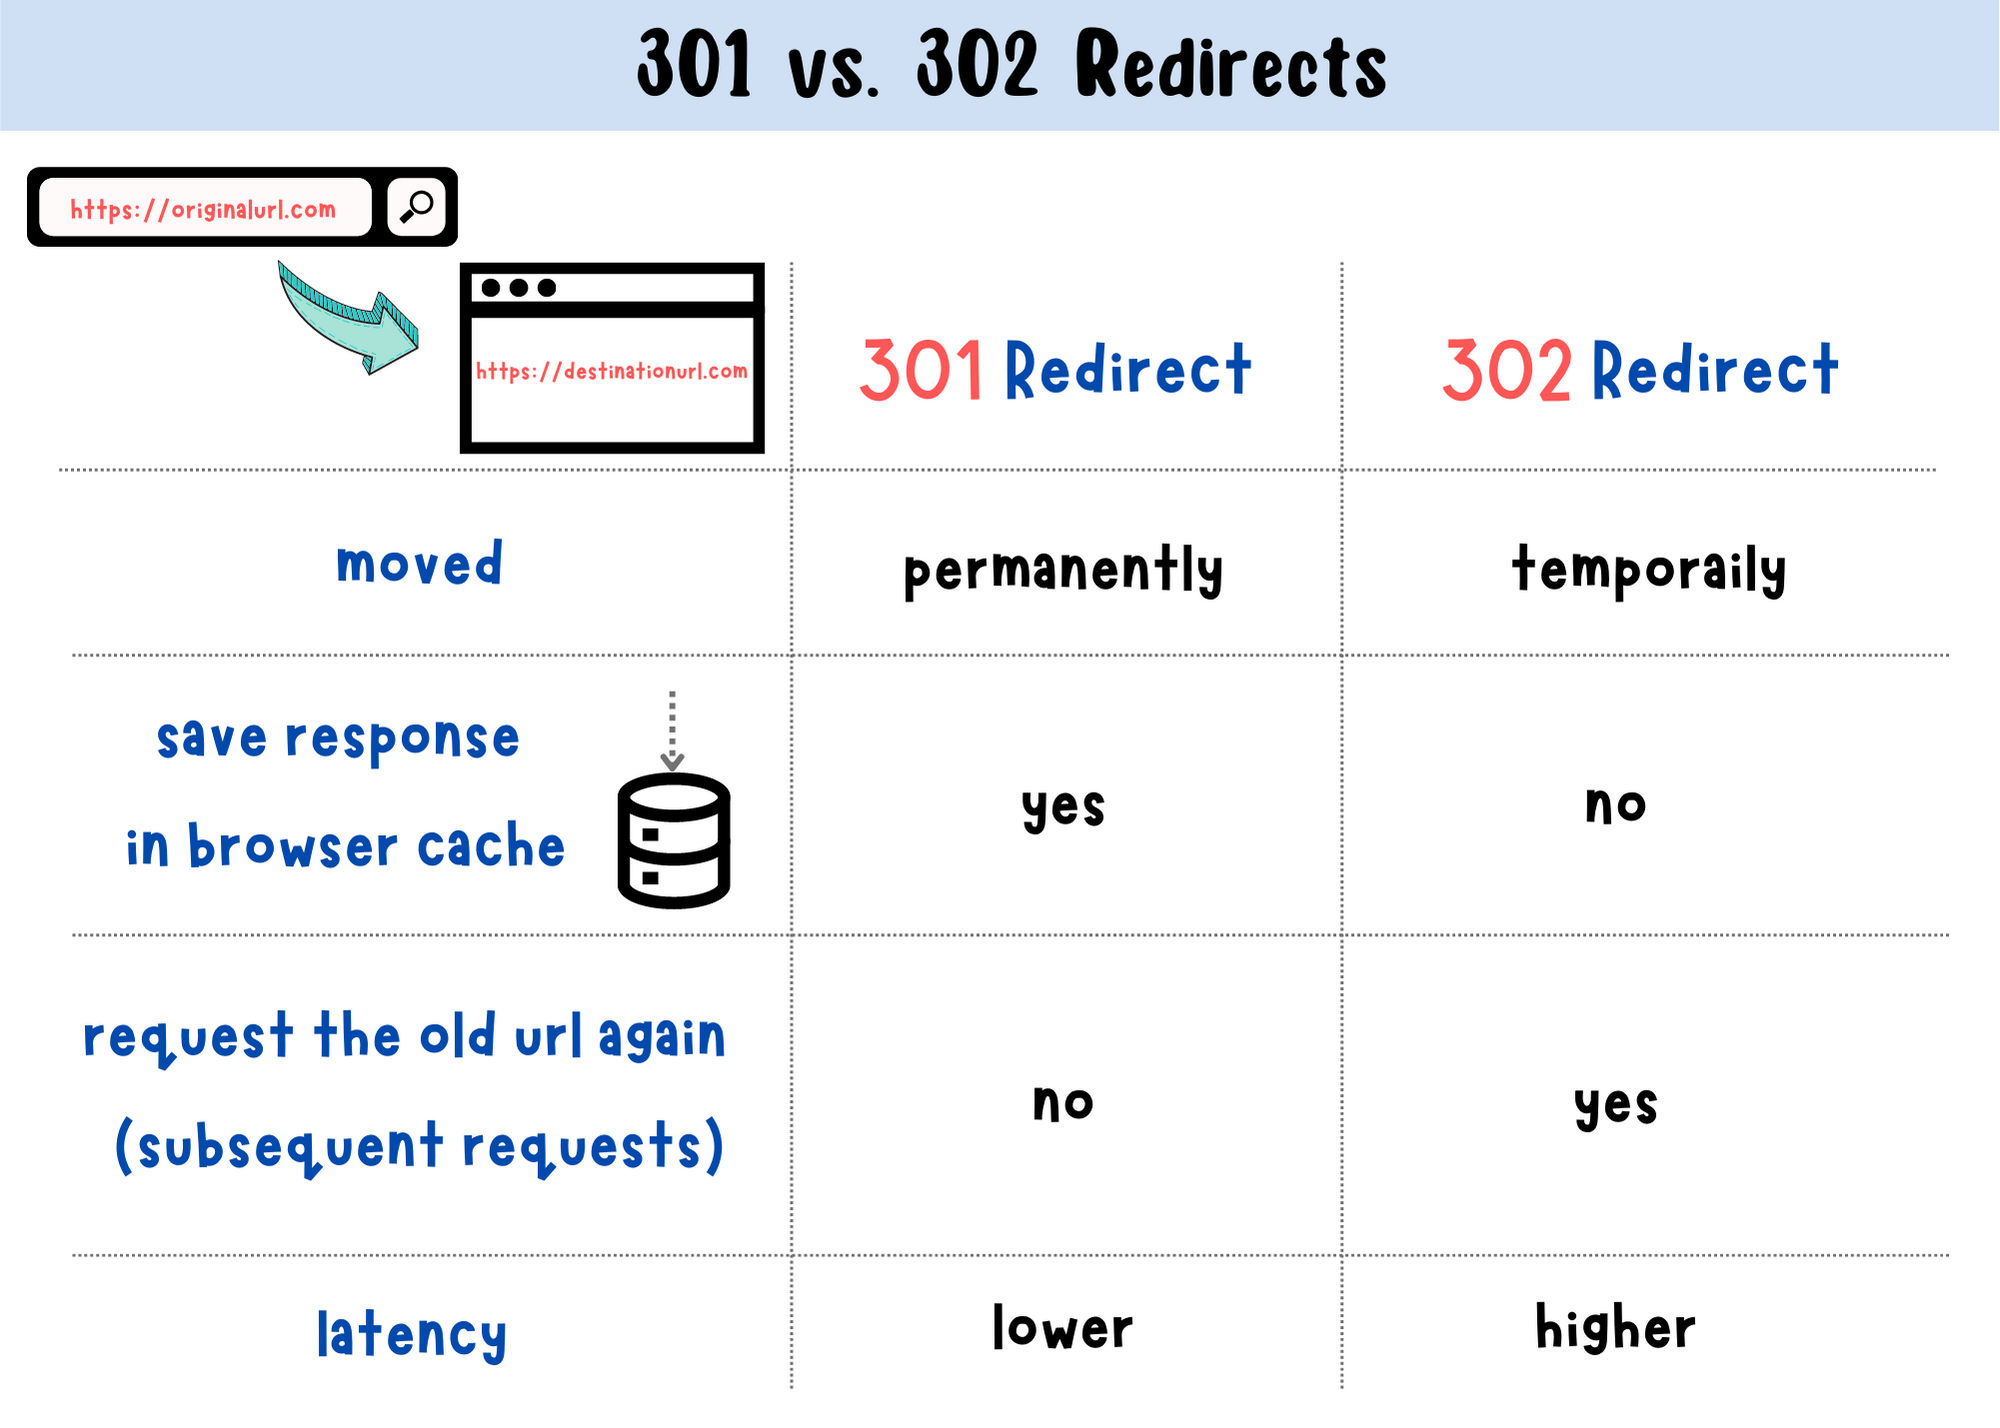 301 vs. 302 Redirects
https://originalurl.com
https://destinationurl.com
301 Redirect
302 Redirect
moved
permanently
temporaily
save response
in browser cache
yes
no
request the old url again
(subsequent requests)
no
yes
latency
lower
higher